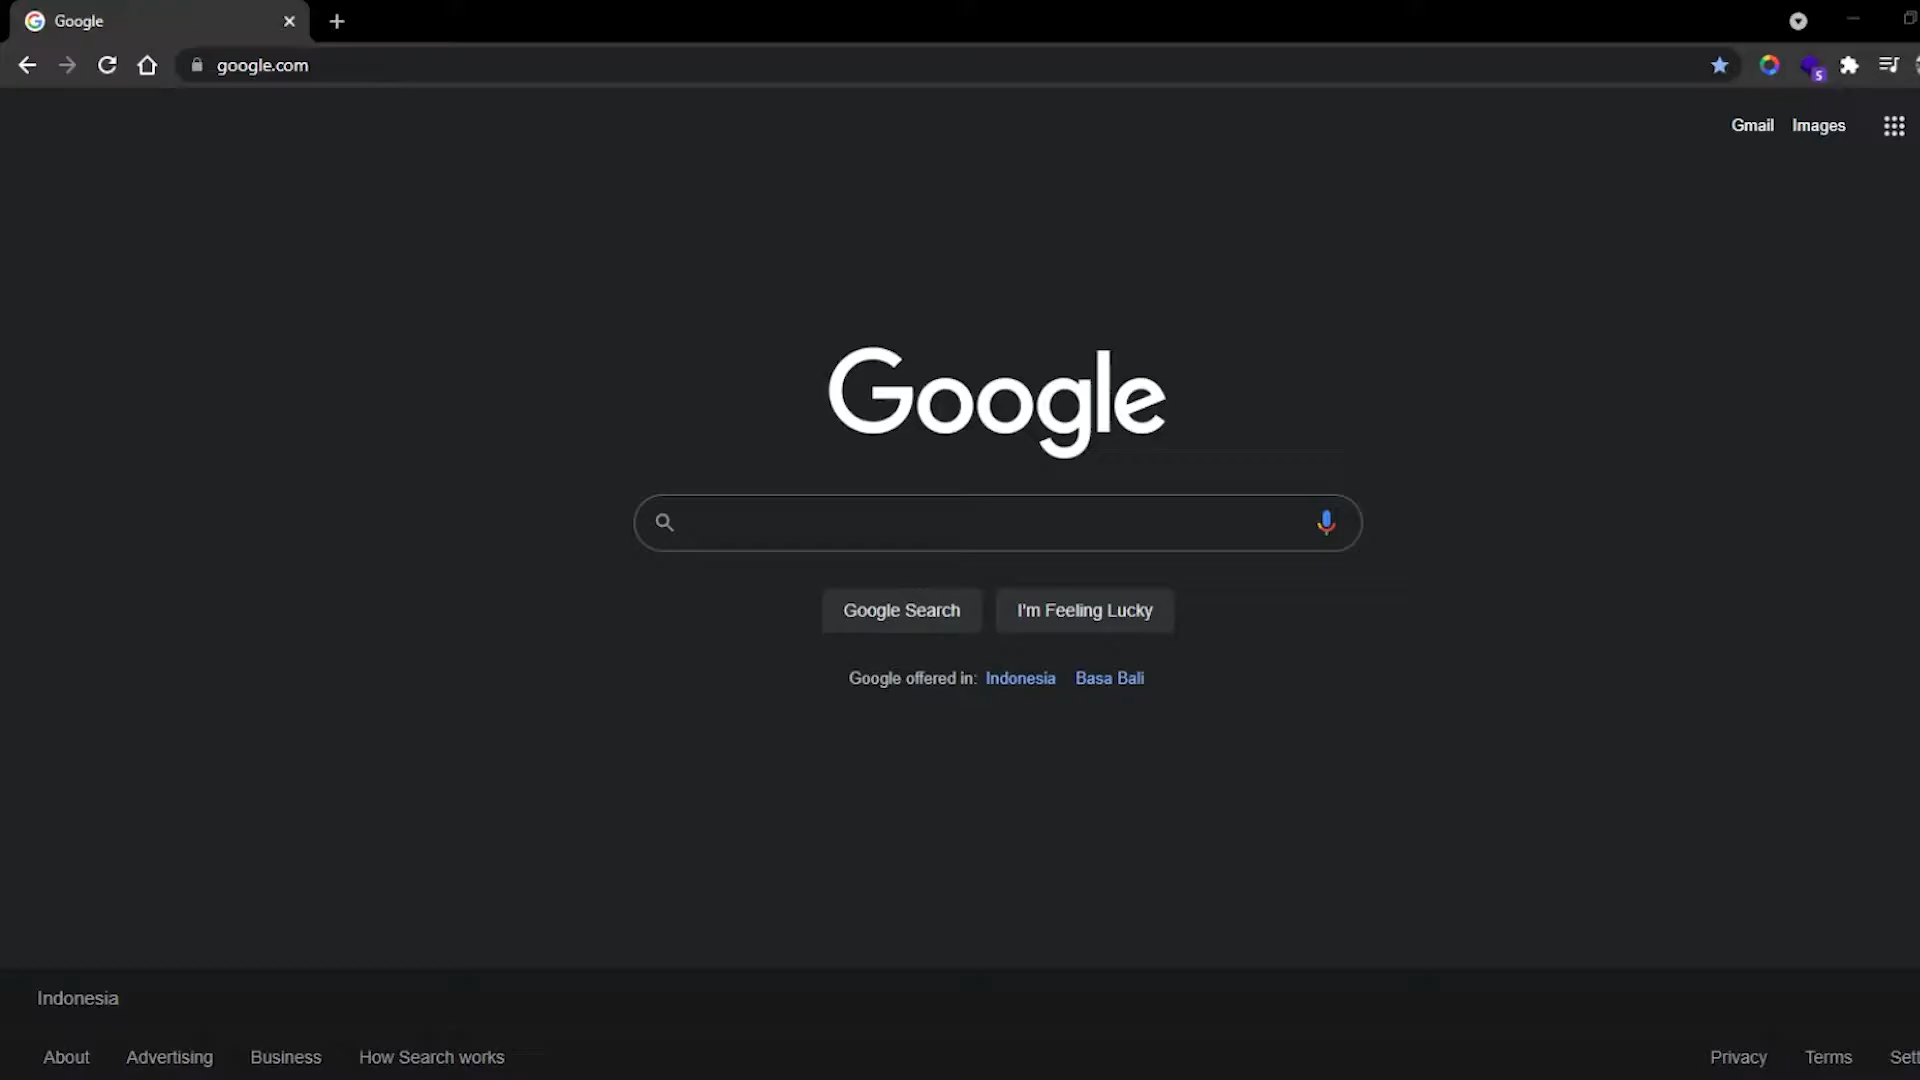 Google
google.com
S
Gmail Images
Google
Google Search I'm Feeling Lucky
Google offered in: Indonesia Basa Bali
Indonesia
About Advertising Business How Search works Privacy Terms Sett